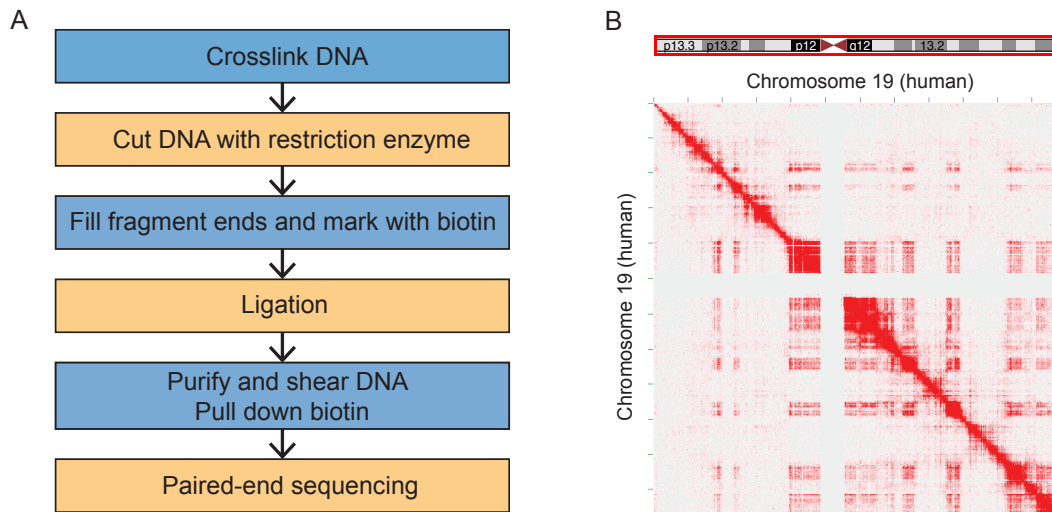 A
Crosslink DNA
Cut DNA with restriction enzyme
Fill fragment ends and mark with biotin
Ligation
Purify and shear DNA
Pull down biotin
Paired-end sequencing
B
p13.3 p13.2 p12 q12 13.2
Chromosome 19 (human)
Chromosome 19 (human)